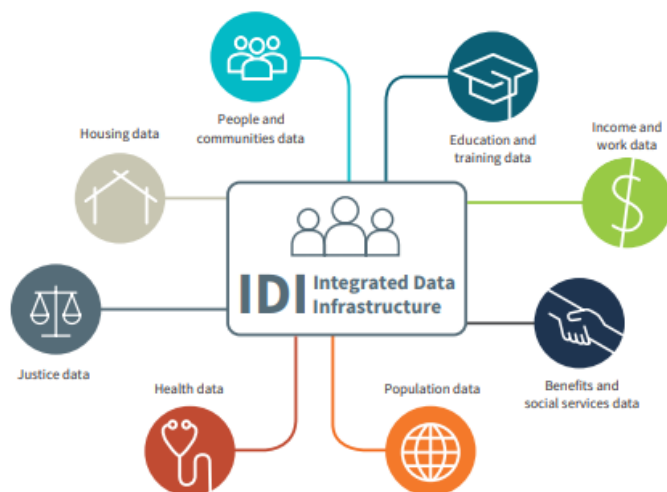 People and
communities data
Education and
training data
Income and
work data
Housing data
IDI
Integrated Data
Infrastructure
Justice data
Health data
Population data
Benefits and
social services data